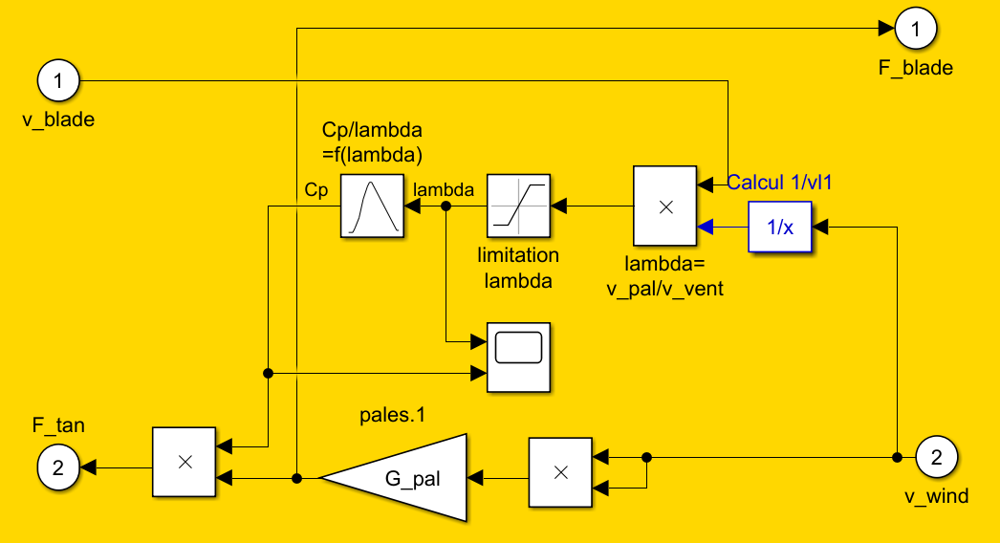 1
F_blade
1
v_blade
Cp/lambda
=f(lambda)
Cp
lambda
Calcul 1/vl1
×
1/x
limitation
lambda
lambda=
v_pal/v_vent
pales.1
F_tan
2
×
G_pal
×
2
v_wind